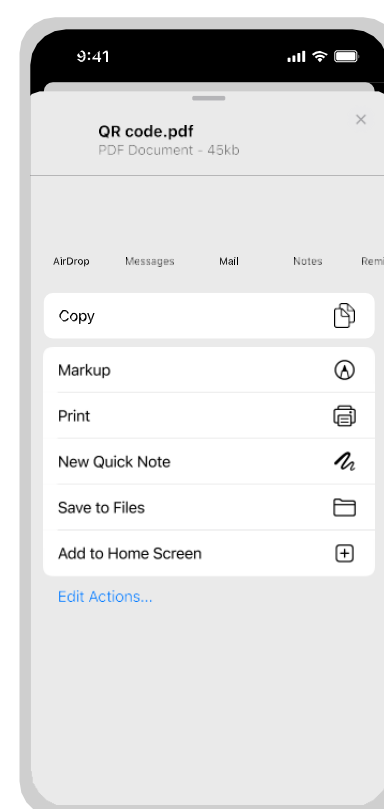 9:41
QR code.pdf
PDF Document - 45kb
AirDrop Messages Mail Notes Remi
Copy
Markup
Print
New Quick Note
Save to Files
Add to Home Screen
Edit Actions...